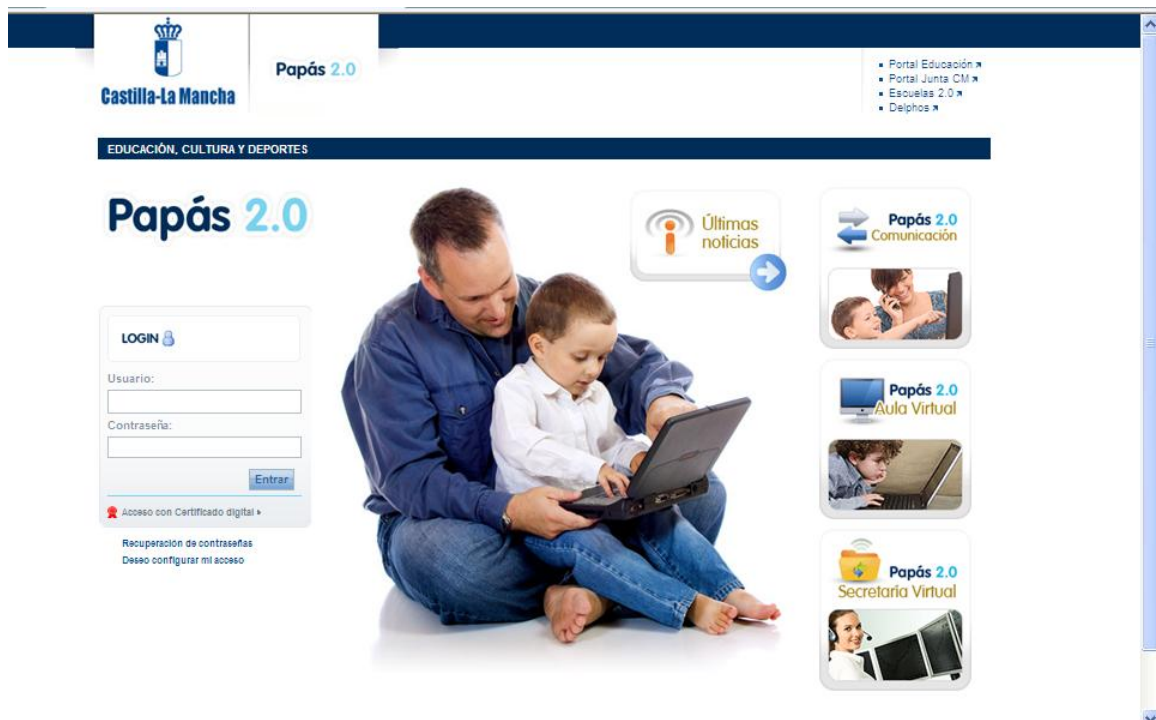 Castilla-La Mancha
Papás 2.0
Portal Educación
Portal Junta CM
Escuelas 2.0
Delphos
EDUCACIÓN, CULTURA Y DEPORTES
Papás 2.0
Últimas
noticias
Papás 2.0
Comunicación
LOGIN
Usuario:
Contraseña:
Entrar
Acceso con Certificado digital
Recuperación de contraseñas
Deseo configurar mi acceso
Papás 2.0
Aula Virtual
Papás 2.0
Secretaría Virtual